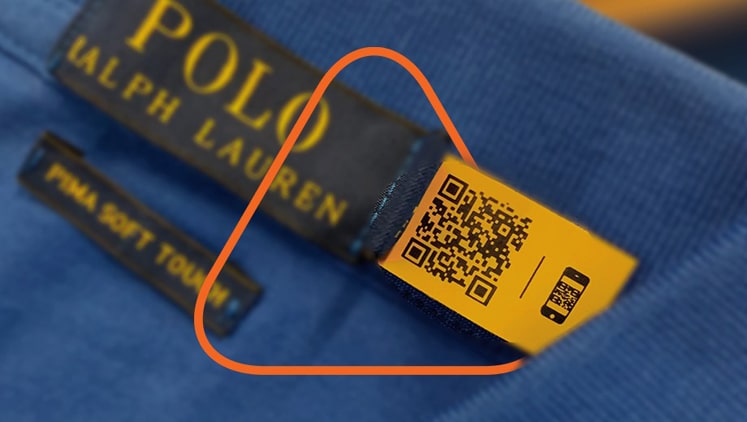 POLO
RALPH LAUREN
PIMA SOFT TOUCH